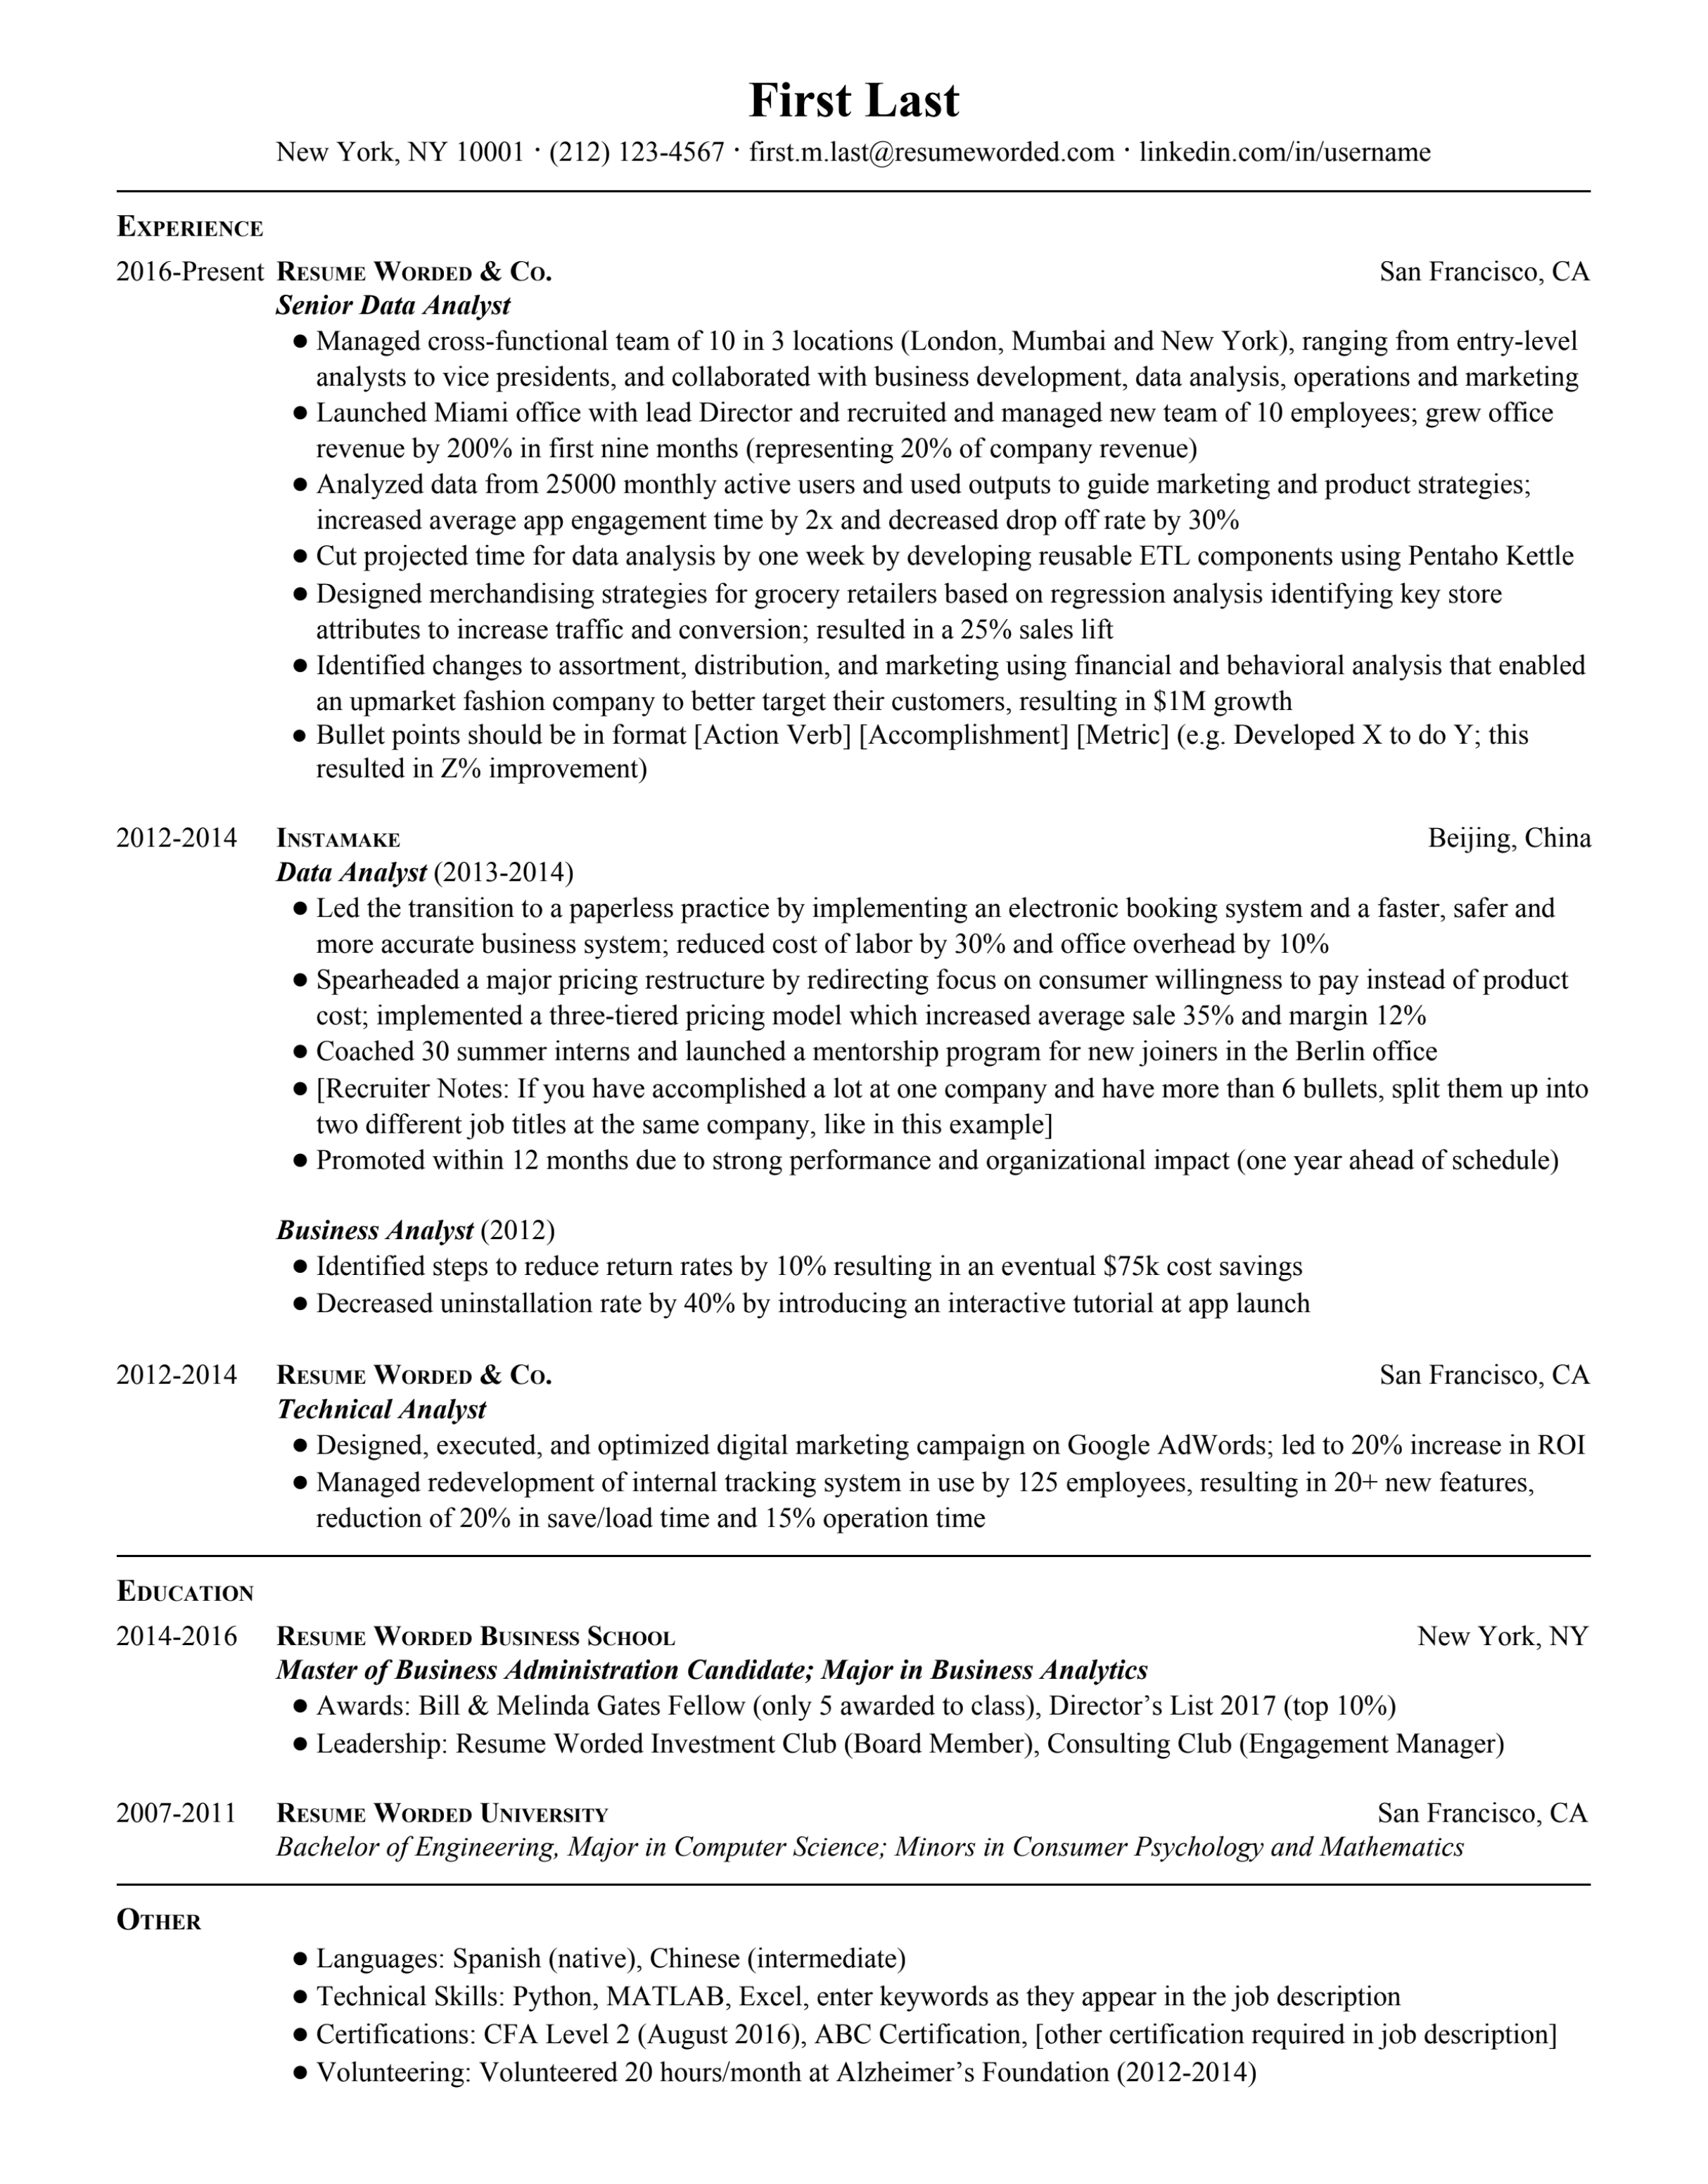 First Last
New York, NY 10001 · (212) 123-4567 · first.m.last@resumeworded.com · linkedin.com/in/username
EXPERIENCE
2016-Present RESUME WORDED & CO. San Francisco, CA
Senior Data Analyst
● Managed cross-functional team of 10 in 3 locations (London, Mumbai and New York), ranging from entry-level
analysts to vice presidents, and collaborated with business development, data analysis, operations and marketing
● Launched Miami office with lead Director and recruited and managed new team of 10 employees; grew office
revenue by 200% in first nine months (representing 20% of company revenue)
● Analyzed data from 25000 monthly active users and used outputs to guide marketing and product strategies;
increased average app engagement time by 2x and decreased drop off rate by 30%
● Cut projected time for data analysis by one week by developing reusable ETL components using Pentaho Kettle
● Designed merchandising strategies for grocery retailers based on regression analysis identifying key store
attributes to increase traffic and conversion; resulted in a 25% sales lift
● Identified changes to assortment, distribution, and marketing using financial and behavioral analysis that enabled
an upmarket fashion company to better target their customers, resulting in $1M growth
● Bullet points should be in format [Action Verb] [Accomplishment] [Metric] (e.g. Developed X to do Y; this
resulted in Z% improvement)
2012-2014 INSTAMAKE Beijing, China
Data Analyst (2013-2014)
● Led the transition to a paperless practice by implementing an electronic booking system and a faster, safer and
more accurate business system; reduced cost of labor by 30% and office overhead by 10%
● Spearheaded a major pricing restructure by redirecting focus on consumer willingness to pay instead of product
cost; implemented a three-tiered pricing model which increased average sale 35% and margin 12%
● Coached 30 summer interns and launched a mentorship program for new joiners in the Berlin office
● [Recruiter Notes: If you have accomplished a lot at one company and have more than 6 bullets, split them up into
two different job titles at the same company, like in this example]
● Promoted within 12 months due to strong performance and organizational impact (one year ahead of schedule)
Business Analyst (2012)
● Identified steps to reduce return rates by 10% resulting in an eventual $75k cost savings
● Decreased uninstallation rate by 40% by introducing an interactive tutorial at app launch
2012-2014 RESUME WORDED & CO. San Francisco, CA
Technical Analyst
● Designed, executed, and optimized digital marketing campaign on Google AdWords; led to 20% increase in ROI
● Managed redevelopment of internal tracking system in use by 125 employees, resulting in 20+ new features,
reduction of 20% in save/load time and 15% operation time
EDUCATION
2014-2016 RESUME WORDED BUSINESS SCHOOL New York, NY
Master of Business Administration Candidate; Major in Business Analytics
● Awards: Bill & Melinda Gates Fellow (only 5 awarded to class), Director’s List 2017 (top 10%)
● Leadership: Resume Worded Investment Club (Board Member), Consulting Club (Engagement Manager)
2007-2011 RESUME WORDED UNIVERSITY San Francisco, CA
Bachelor of Engineering, Major in Computer Science; Minors in Consumer Psychology and Mathematics
OTHER
● Languages: Spanish (native), Chinese (intermediate)
● Technical Skills: Python, MATLAB, Excel, enter keywords as they appear in the job description
● Certifications: CFA Level 2 (August 2016), ABC Certification, [other certification required in job description]
● Volunteering: Volunteered 20 hours/month at Alzheimer’s Foundation (2012-2014)